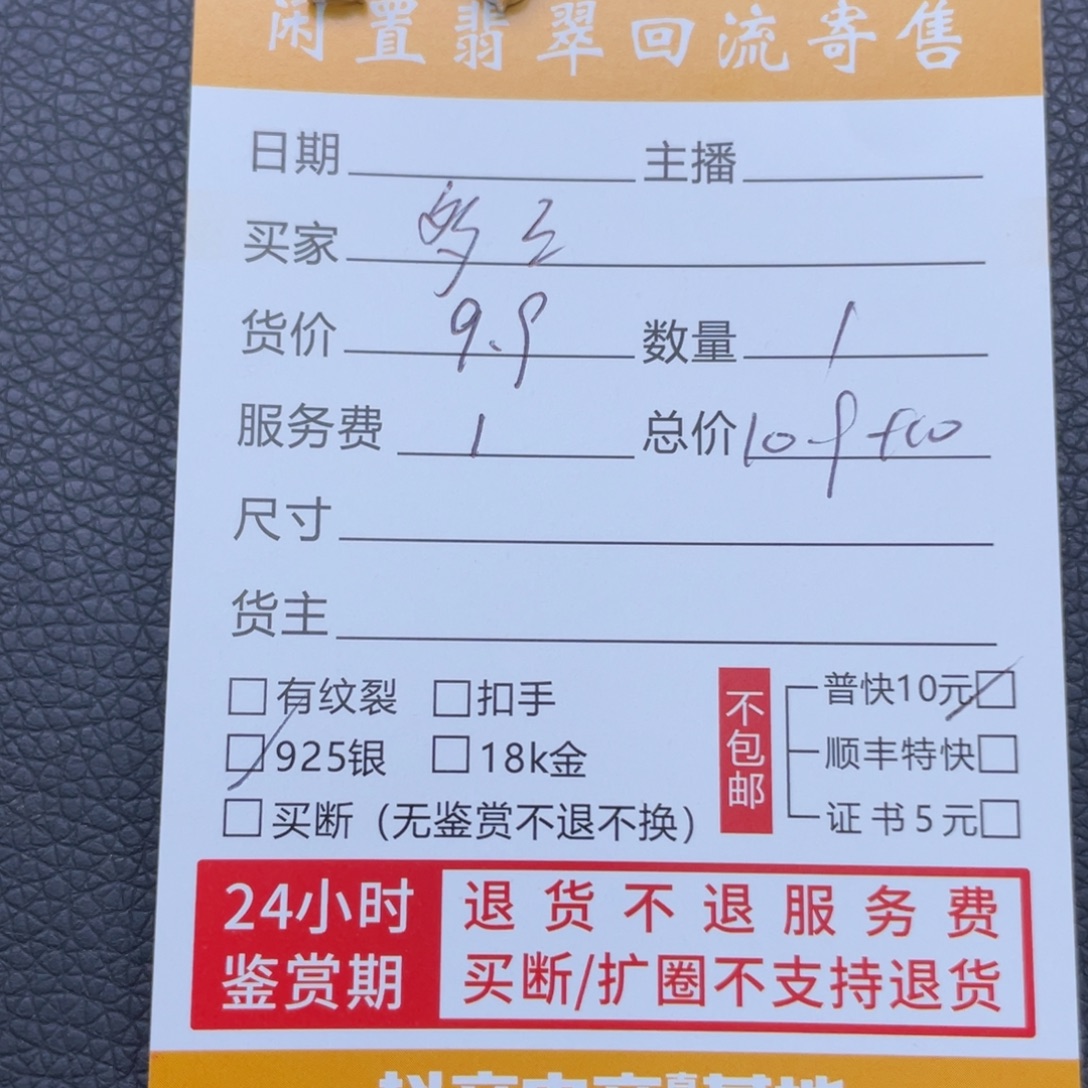 闲置翡翠回流寄售
日期 主播
买家
货价 9.9 数量 1
服务费 1 总价 10.9+10
尺寸
货主
□有纹裂 □扣手
□925银 □18k金
□买断（无鉴赏不退不换）
不包邮
普快10元□
顺丰特快□
证书5元□
24小时
鉴赏期
退货不退服务费
买断/扩圈不支持退货